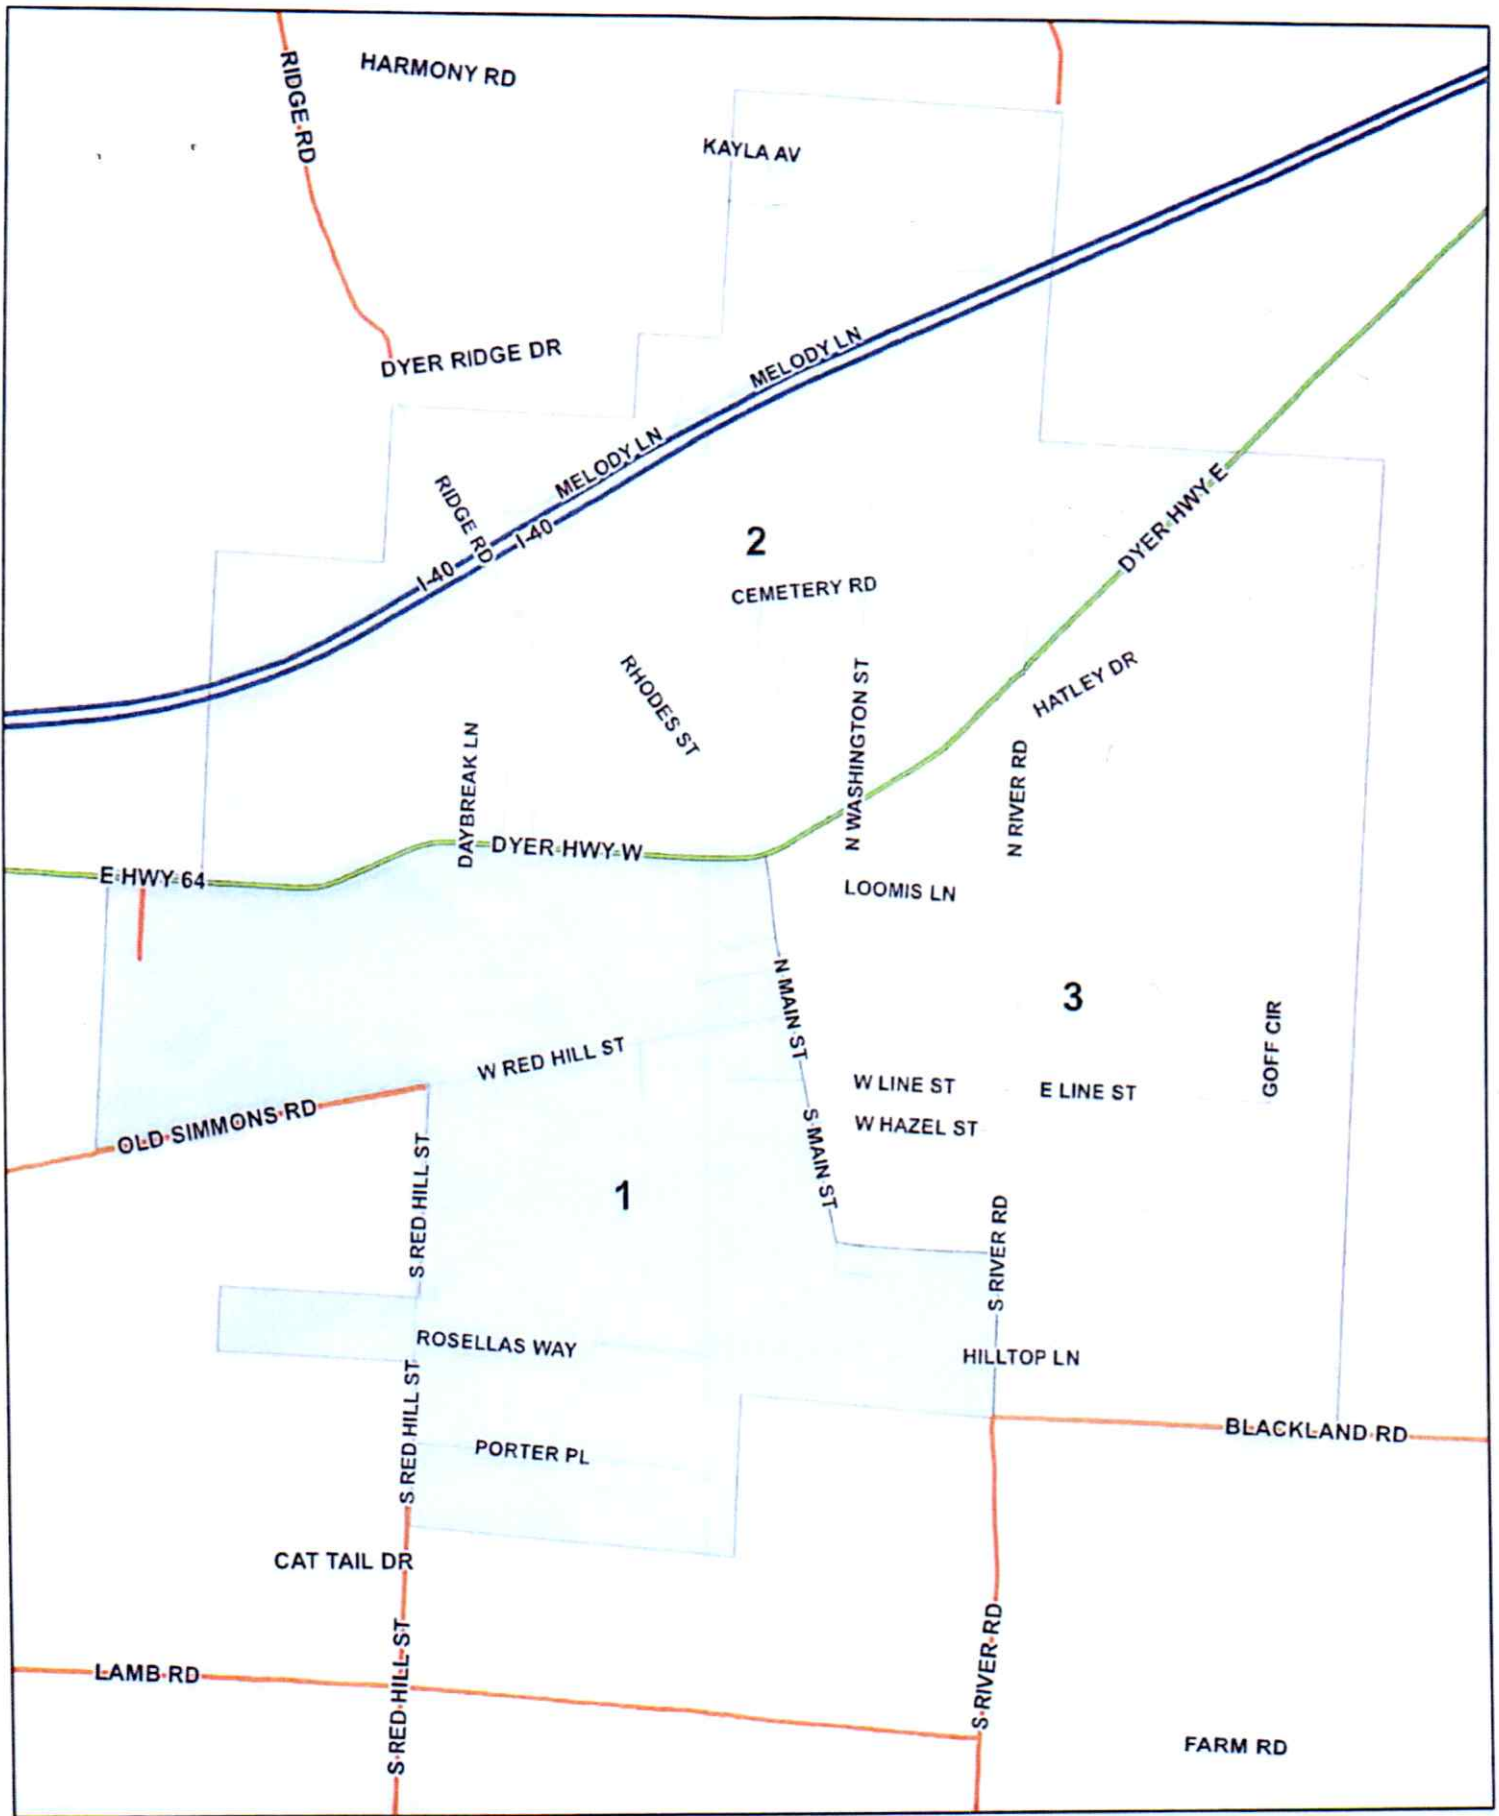 HARMONY RD
RIDGE RD
KAYLA AV
DYER RIDGE DR
MELODY LN
MELODY LN
RIDGE RD
I-40
I-40
2
CEMETERY RD
DYER HWY E
RHODES ST
N WASHINGTON ST
HATLEY DR
DAYBREAK LN
N RIVER RD
DYER HWY W
E HWY 64
LOOMIS LN
N MAIN ST
3
GOFF CIR
W RED HILL ST
W LINE ST
E LINE ST
OLD SIMMONS RD
W HAZEL ST
S MAIN ST
S RED HILL ST
1
S RIVER RD
ROSELLAS WAY
HILLTOP LN
S RED HILL ST
BLACKLAND RD
PORTER PL
CAT TAIL DR
LAMB RD
S RED HILL ST
S RIVER RD
FARM RD